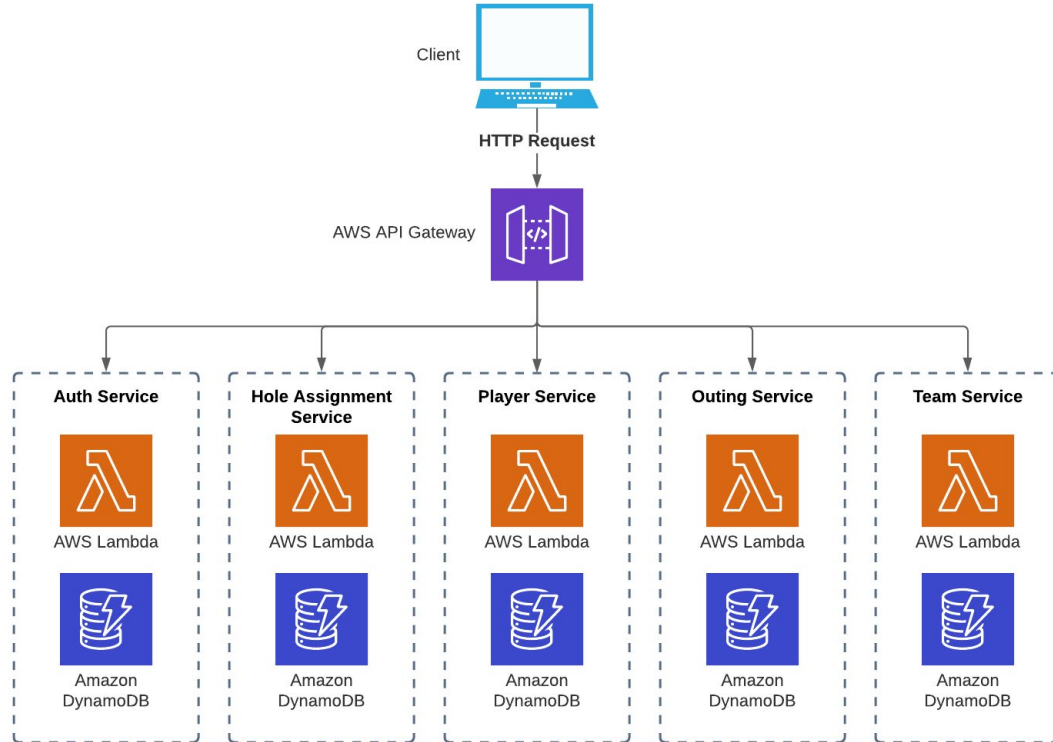 Client
HTTP Request
AWS API Gateway
</>
Auth Service
Hole Assignment
Service
Player Service
Outing Service
Team Service
AWS Lambda
AWS Lambda
AWS Lambda
AWS Lambda
AWS Lambda
Amazon
DynamoDB
Amazon
DynamoDB
Amazon
DynamoDB
Amazon
DynamoDB
Amazon
DynamoDB